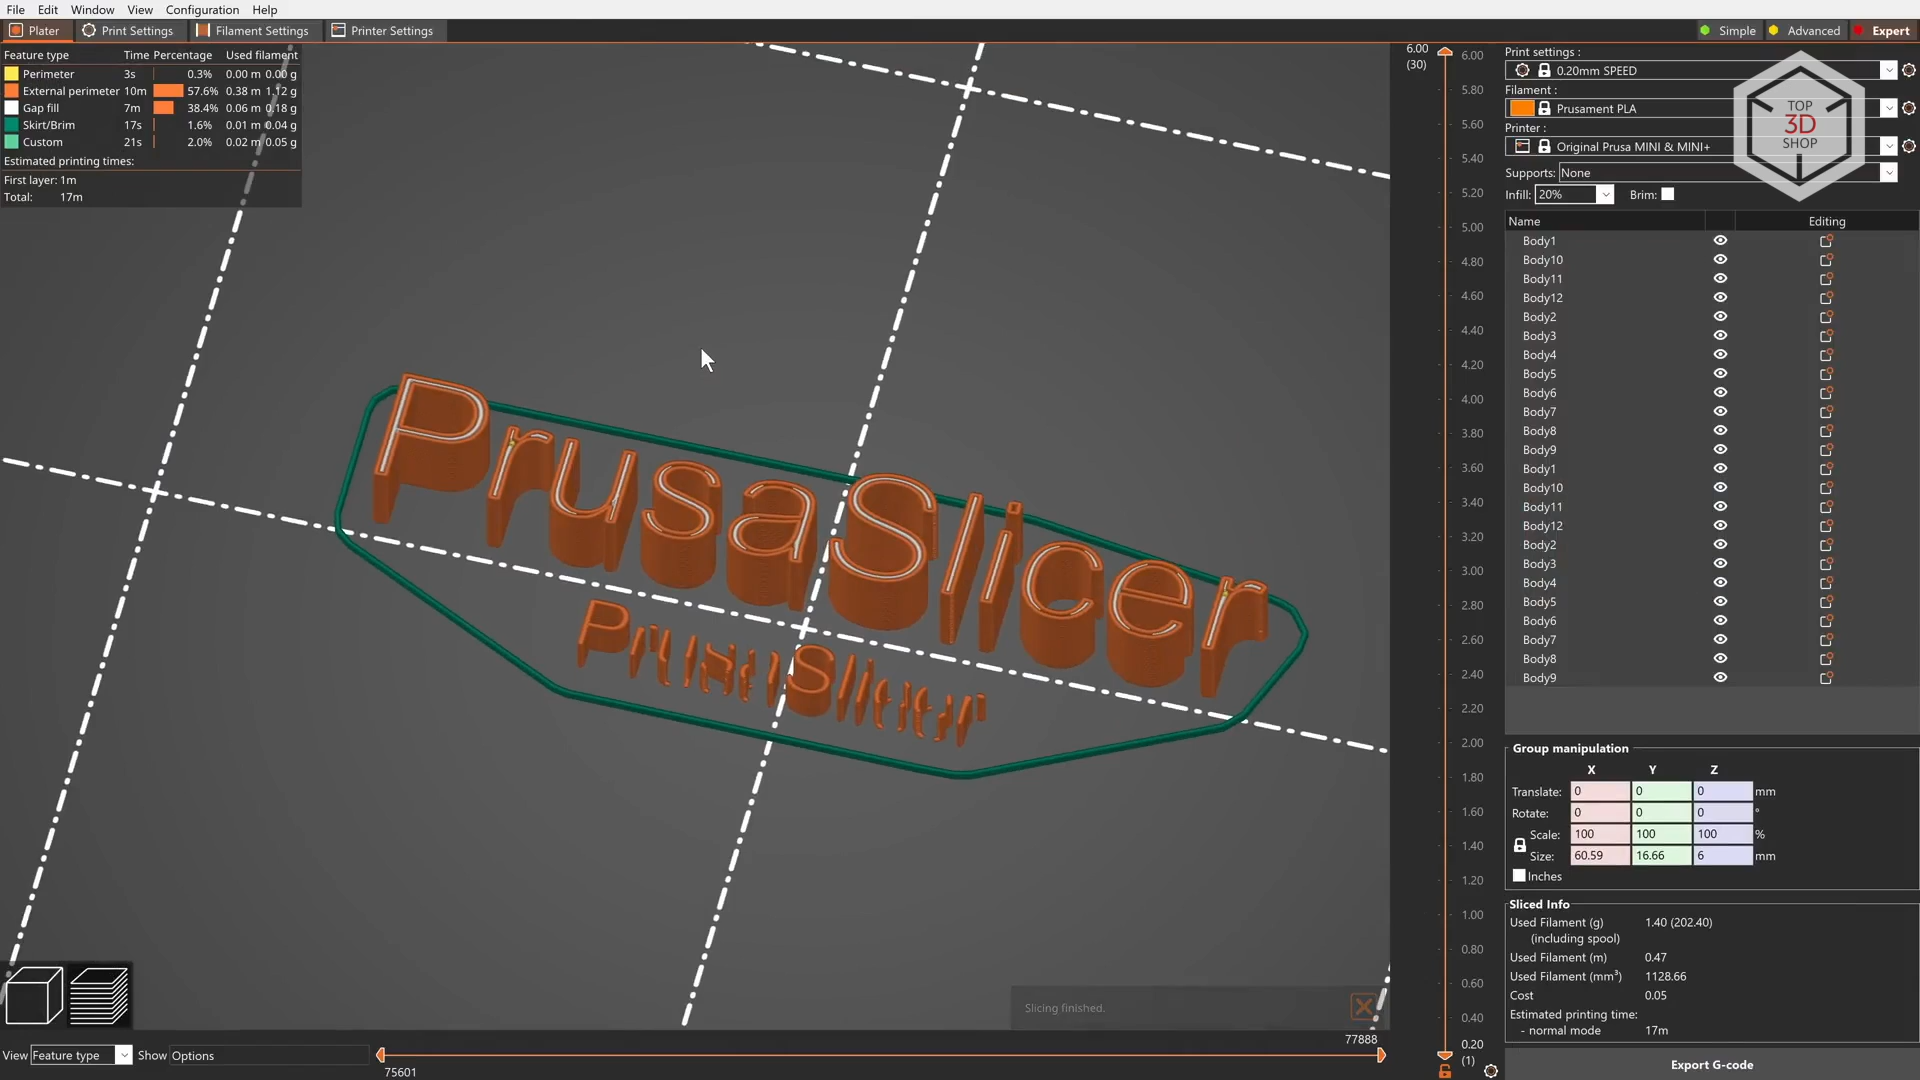 File Edit Window View Configuration Help
Plater Print Settings Filament Settings Printer Settings
Simple Advanced Expert
Feature type Time Percentage Used filament
Perimeter 3s 0.3% 0.00 m 0.00 g
External perimeter 10m 57.6% 0.38 m 1.12 g
Gap fill 7m 38.4% 0.06 m 0.18 g
Skirt/Brim 17s 1.6% 0.01 m 0.04 g
Custom 21s 2.0% 0.02 m 0.05 g
Estimated printing times:
First layer: 1m
Total: 17m
PrusaSlicer
Slicing finished.
77888
75601
View Feature type Show Options
6.00
(30)
6.00
5.80
5.60
5.40
5.20
5.00
4.80
4.60
4.40
4.20
4.00
3.80
3.60
3.40
3.20
3.00
2.80
2.60
2.40
2.20
2.00
1.80
1.60
1.40
1.20
1.00
0.80
0.60
0.40
0.20
(1)
Print settings :
0.20mm SPEED
Filament :
Prusament PLA
Printer :
Original Prusa MINI & MINI+
Supports: None
Infill: 20% Brim:
TOP
3D
SHOP
Name Editing
Body1
Body10
Body11
Body12
Body2
Body3
Body4
Body5
Body6
Body7
Body8
Body9
Body1
Body10
Body11
Body12
Body2
Body3
Body4
Body5
Body6
Body7
Body8
Body9
Group manipulation
X Y Z
Translate: 0 0 0 mm
Rotate: 0 0 0 °
Scale: 100 100 100 %
Size: 60.59 16.66 6 mm
Inches
Sliced Info
Used Filament (g) 1.40 (202.40)
(including spool)
Used Filament (m) 0.47
Used Filament (mm³) 1128.66
Cost 0.05
Estimated printing time:
- normal mode 17m
Export G-code